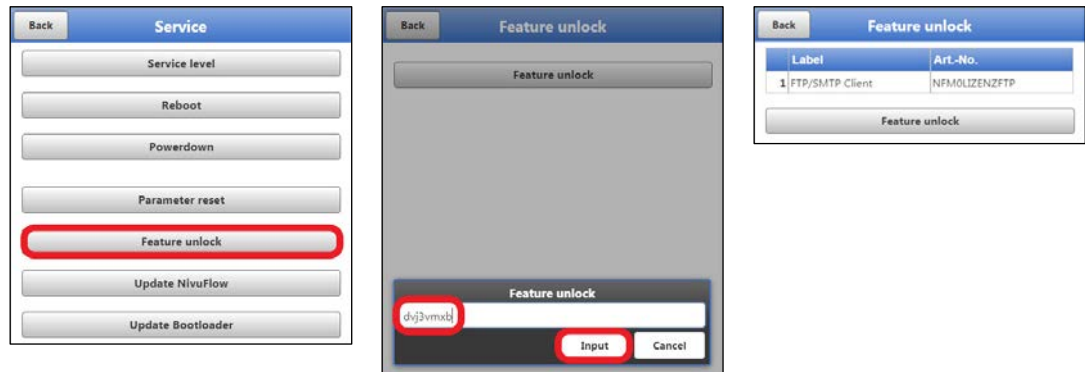 Back Service
Service level
Reboot
Powerdown
Parameter reset
Feature unlock
Update NivuFlow
Update Bootloader
Back Feature unlock
Feature unlock
Feature unlock
dvj3vmxb
Input Cancel
Back Feature unlock
Label Art.-No.
1 FTP/SMTP Client NFM0LIZENZFTP
Feature unlock